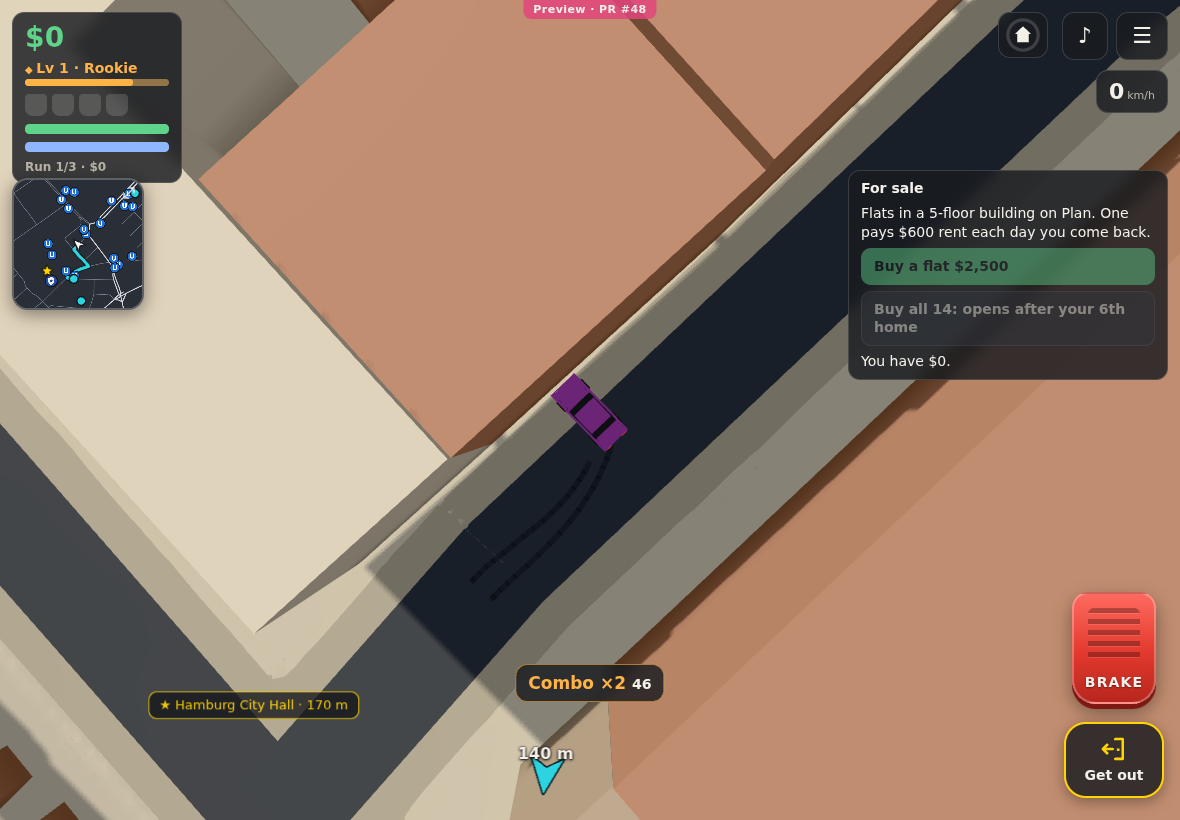 Preview · PR #48
$0
Lv 1 · Rookie
Run 1/3 · $0
0 km/h
For sale
Flats in a 5-floor building on Plan. One
pays $600 rent each day you come back.
Buy a flat $2,500
Buy all 14: opens after your 6th
home
You have $0.
Combo ×2 46
★ Hamburg City Hall · 170 m
140 m
BRAKE
Get out